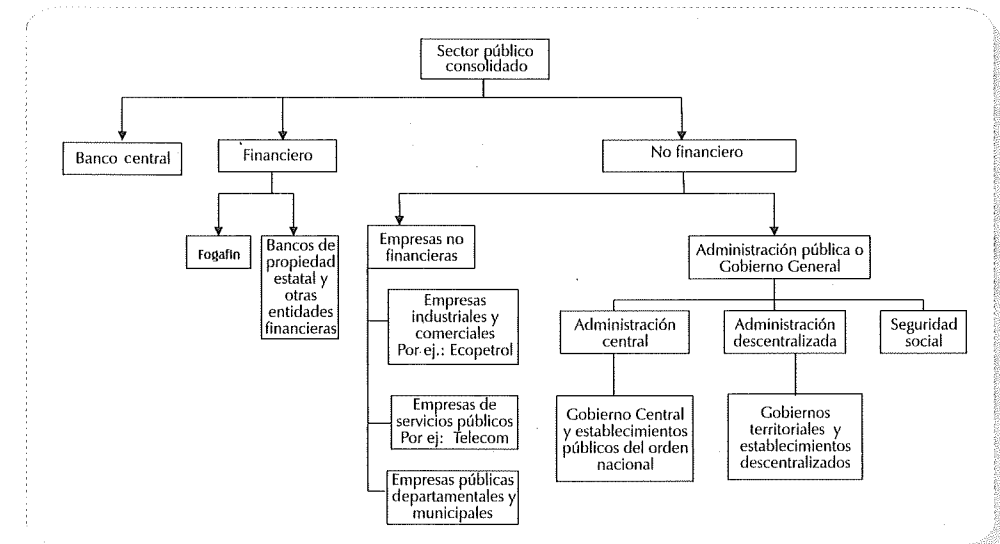 Sector público
consolidado
Banco central
Financiero
No financiero
Fogafin
Bancos de
propiedad
estatal y
otras
entidades
financieras
Empresas no
financieras
Administración pública o
Gobierno General
Empresas
industriales y
comerciales
Por ej.: Ecopetrol
Administración
central
Administración
descentralizada
Seguridad
social
Empresas de
servicios públicos
Por ej: Telecom
Gobierno Central
y establecimientos
públicos del orden
nacional
Gobiernos
territoriales y
establecimientos
descentralizados
Empresas públicas
departamentales y
municipales